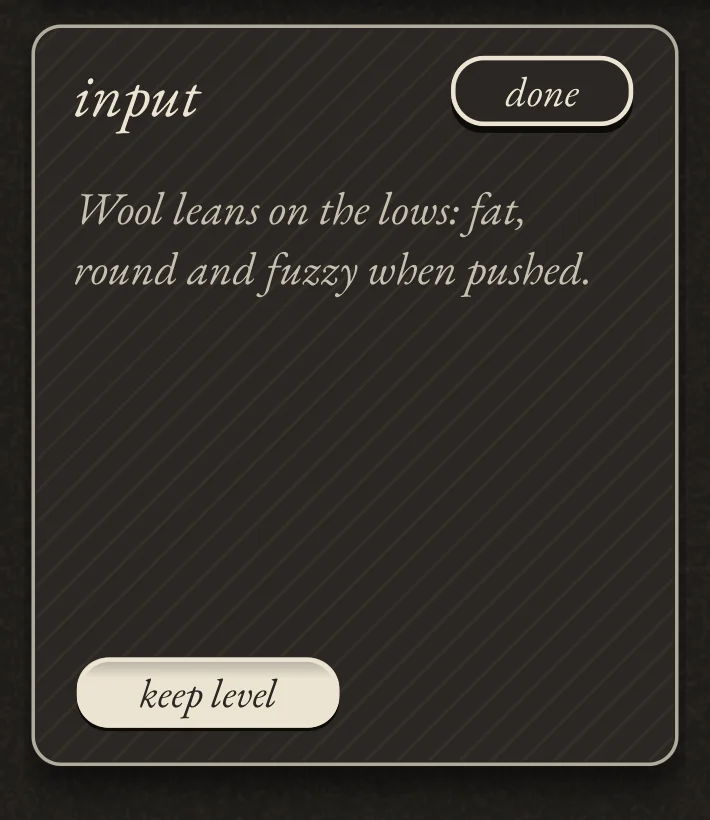 input
done
Wool leans on the lows: fat,
round and fuzzy when pushed.
keep level